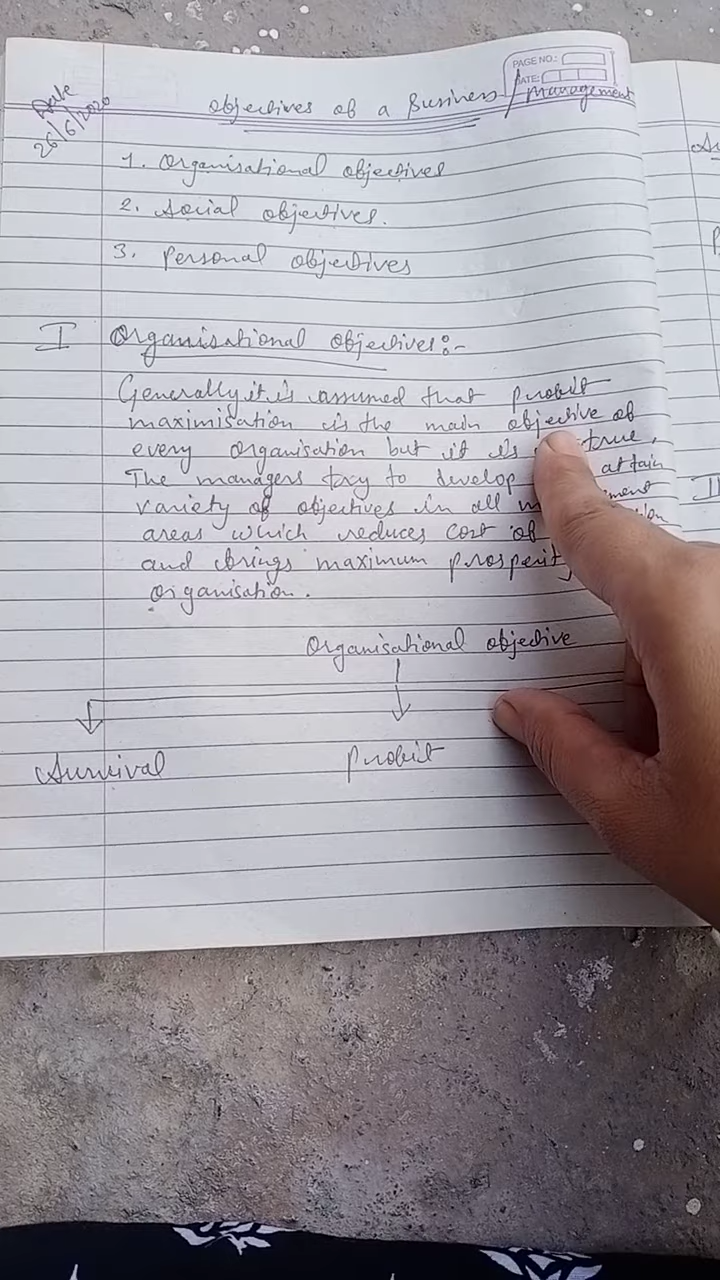 PAGE NO.:
DATE:
Date
26/6/2020
Objectives of a Business / Management
1. Organisational objectives
2. Social objectives.
3. Personal objectives
I Organisational objectives:-
Generally it is assumed that profit
maximisation is the main objective of
every organisation but it is true.
The managers try to develop attain
variety of objectives in all
areas which reduces cost of
and brings maximum prosperity
organisation.
Organisational objective
Survival Profit
II